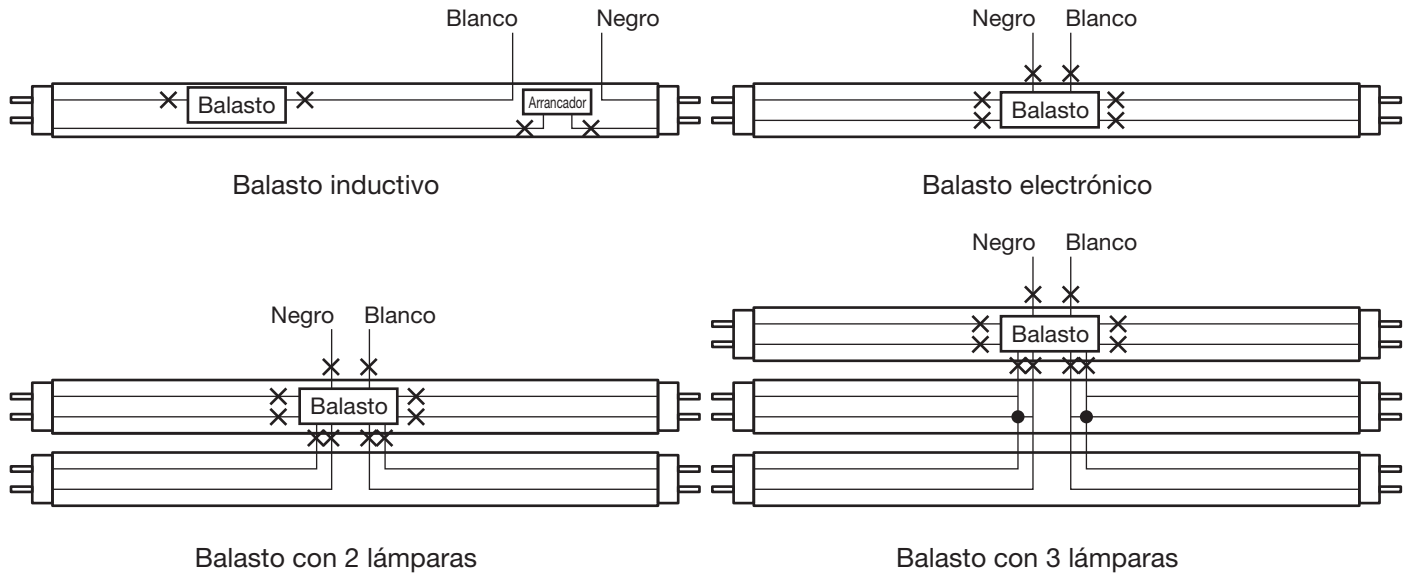 Blanco Negro
Balasto
Arrancador
Balasto inductivo
Negro Blanco
Balasto
Balasto electrónico
Negro Blanco
Balasto
Balasto con 2 lámparas
Negro Blanco
Balasto
Balasto con 3 lámparas